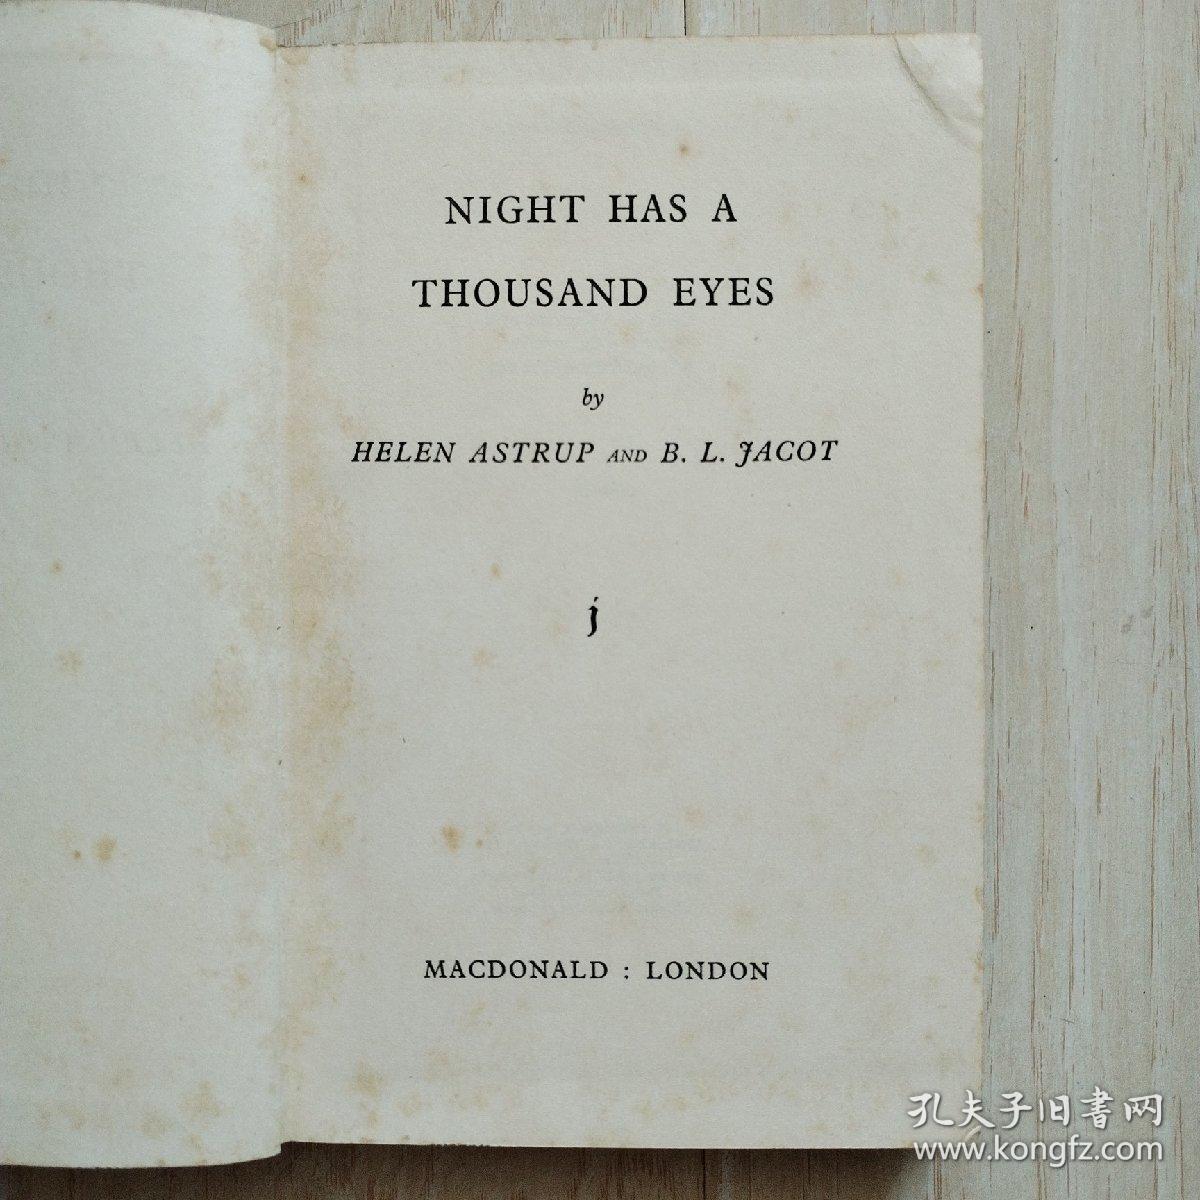 NIGHT HAS A
THOUSAND EYES
by
HELEN ASTRUP AND B. L. JACOT
j
MACDONALD : LONDON
孔夫子旧書网
www.kongfz.com